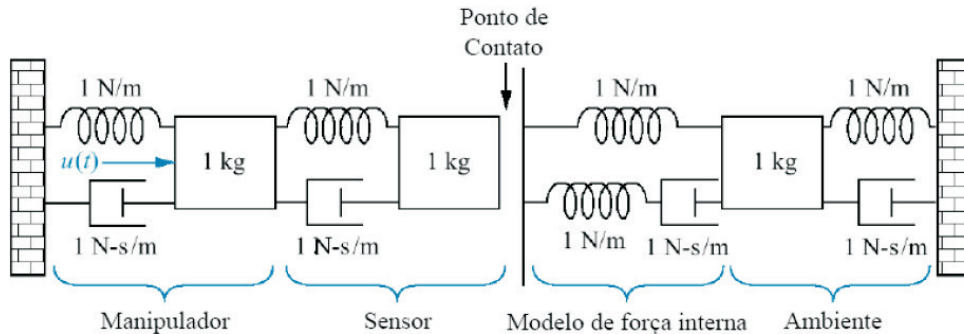 Ponto de
Contato
1 N/m
1 N/m
1 N/m
1 N/m
u(t)
1 kg
1 kg
1 kg
1 N-s/m
1 N-s/m
1 N/m
1 N-s/m
1 N-s/m
Manipulador
Sensor
Modelo de força interna
Ambiente